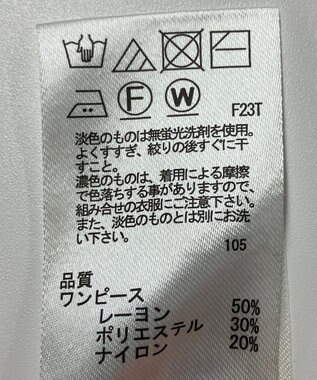 F W F23T
淡色のものは無蛍光洗剤を使用。
よくすすぎ、絞りの後すぐに干
すこと。
濃色のものは、着用による摩擦
で色落ちする事がありますので、
組み合せの衣服にご注意下さい。
また、淡色のものとは別にお洗
い下さい。
105
品質
ワンピース
レーヨン 50%
ポリエステル 30%
ナイロン 20%